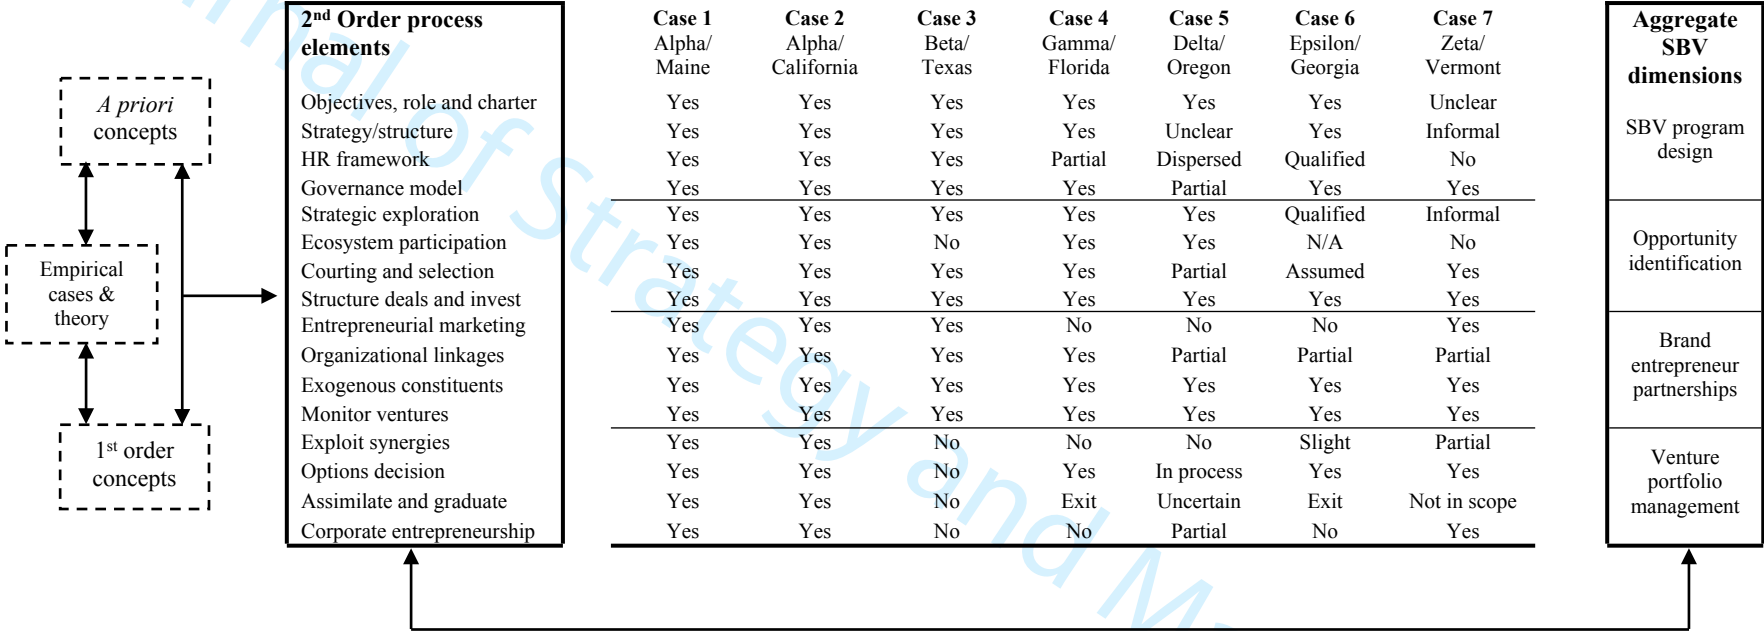 2nd Order process elements Case 1 Case 2 Case 3 Case 4 Case 5 Case 6 Case 7 Aggregate SBV dimensions
Alpha/ Alpha/ Beta/ Gamma/ Delta/ Epsilon/ Zeta/
Maine California Texas Florida Oregon Georgia Vermont
A priori
concepts
Empirical
cases &
theory
1st order
concepts
Objectives, role and charter Yes Yes Yes Yes Yes Yes Unclear
Strategy/structure Yes Yes Yes Yes Unclear Yes Informal
HR framework Yes Yes Yes Partial Dispersed Qualified No
Governance model Yes Yes Yes Yes Partial Yes Yes
Strategic exploration Yes Yes Yes Yes Yes Qualified Informal
Ecosystem participation Yes Yes No Yes Yes N/A No
Courting and selection Yes Yes Yes Yes Partial Assumed Yes
Structure deals and invest Yes Yes Yes Yes Yes Yes Yes
Entrepreneurial marketing Yes Yes Yes No No No Yes
Organizational linkages Yes Yes Yes Yes Partial Partial Partial
Exogenous constituents Yes Yes Yes Yes Yes Yes Yes
Monitor ventures Yes Yes Yes Yes Yes Yes Yes
Exploit synergies Yes Yes No No No Slight Partial
Options decision Yes Yes No Yes In process Yes Yes
Assimilate and graduate Yes Yes No Exit Uncertain Exit Not in scope
Corporate entrepreneurship Yes Yes No No Partial No Yes
SBV program
design
Opportunity
identification
Brand
entrepreneur
partnerships
Venture
portfolio
management
of Strategy and